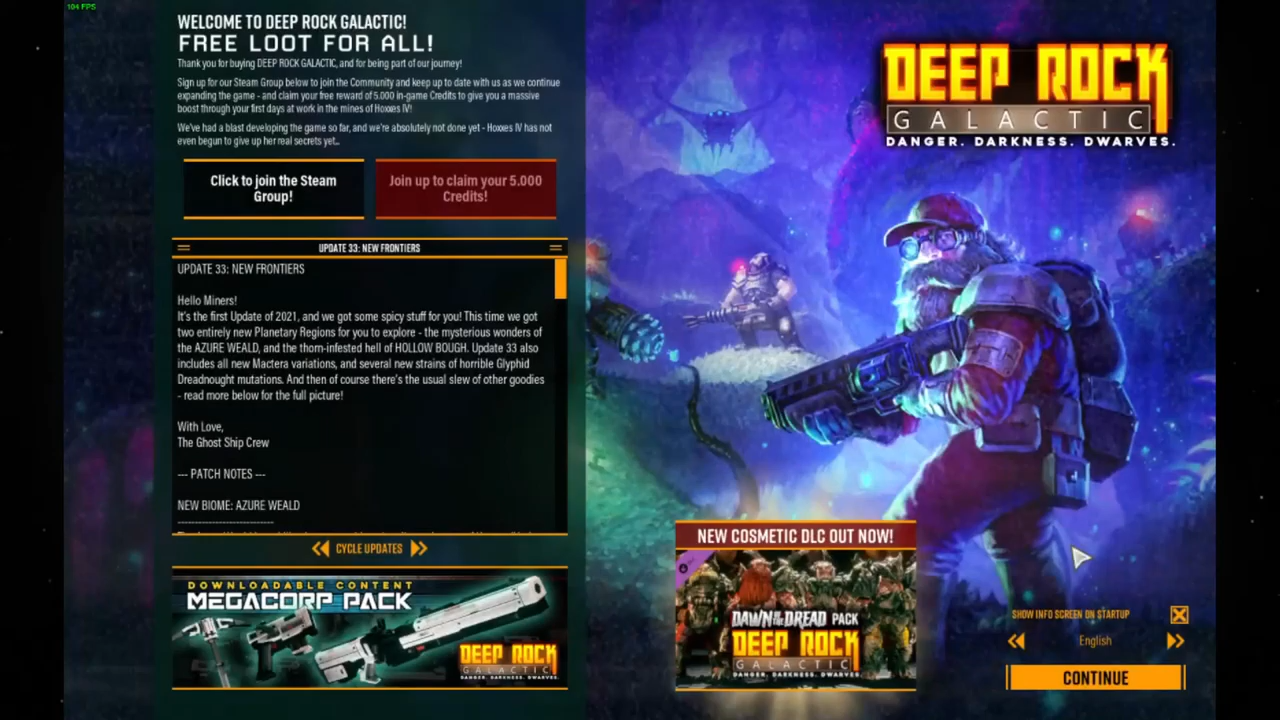 104 FPS
WELCOME TO DEEP ROCK GALACTIC!
FREE LOOT FOR ALL!
Thank you for buying DEEP ROCK GALACTIC, and for being part of our journey!
Sign up for our Steam Group below to join the Community and keep up to date with us as we continue
expanding the game - and claim your free reward of 5.000 in-game Credits to give you a massive
boost through your first days at work in the mines of Hoxxes IV!
We've had a blast developing the game so far, and we're absolutely not done yet - Hoxxes IV has not
even begun to give up her real secrets yet...
Click to join the Steam
Group!
Join up to claim your 5.000
Credits!
UPDATE 33: NEW FRONTIERS
UPDATE 33: NEW FRONTIERS
Hello Miners!
It's the first Update of 2021, and we got some spicy stuff for you! This time we got
two entirely new Planetary Regions for you to explore - the mysterious wonders of
the AZURE WEALD, and the thorn-infested hell of HOLLOW BOUGH. Update 33 also
includes all new Mactera variations, and several new strains of horrible Glyphid
Dreadnought mutations. And then of course there's the usual slew of other goodies
- read more below for the full picture!
With Love,
The Ghost Ship Crew
--- PATCH NOTES ---
NEW BIOME: AZURE WEALD
---------------------------
CYCLE UPDATES
DOWNLOADABLE CONTENT
MEGACORP PACK
DEEP ROCK
GALACTIC
DANGER. DARKNESS. DWARVES.
DEEP ROCK
GALACTIC
DANGER. DARKNESS. DWARVES.
NEW COSMETIC DLC OUT NOW!
DAWN OF THE DREAD PACK
DEEP ROCK
GALACTIC
DANGER. DARKNESS. DWARVES.
SHOW INFO SCREEN ON STARTUP
English
CONTINUE